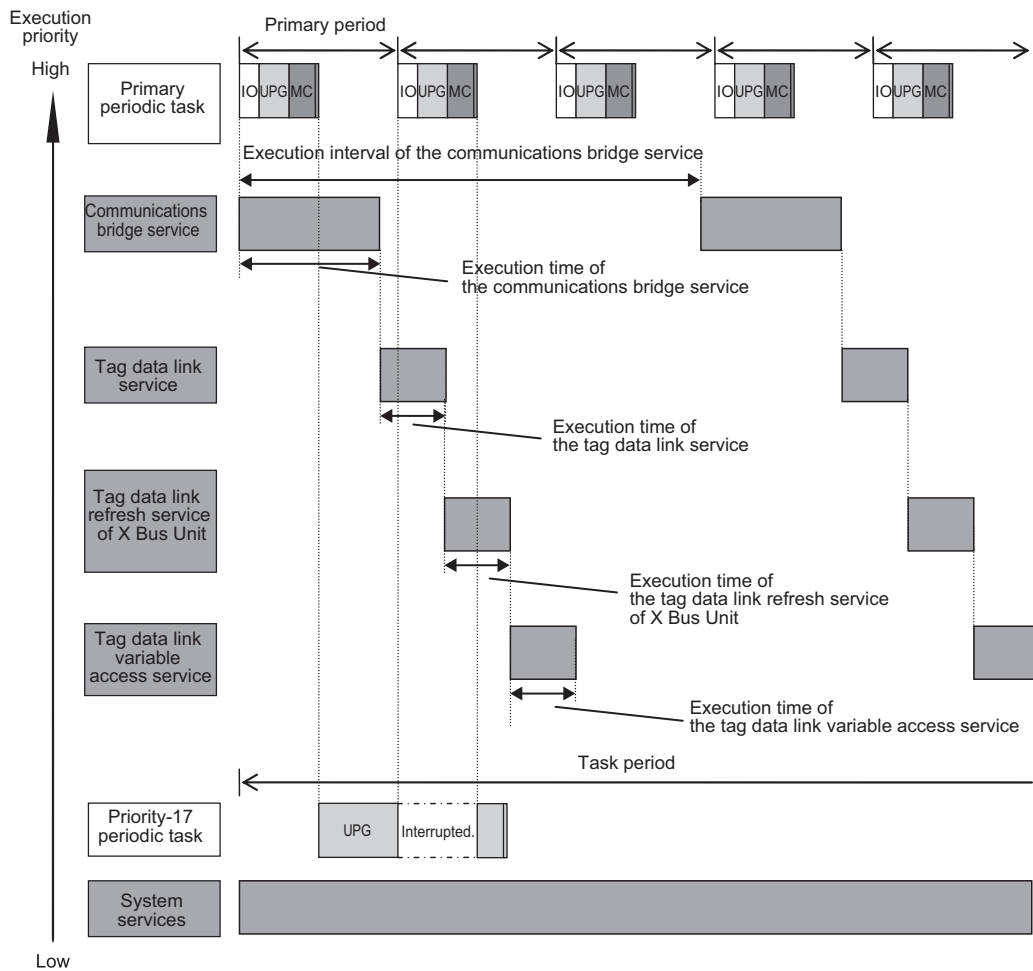 Execution
priority
High
Primary period
Primary
periodic task
IO UPG MC
IO UPG MC
IO UPG MC
IO UPG MC
IO UPG MC
Execution interval of the communications bridge service
Communications
bridge service
Execution time of
the communications bridge service
Tag data link
service
Execution time of
the tag data link service
Tag data link
refresh service
of X Bus Unit
Execution time of
the tag data link refresh service
of X Bus Unit
Tag data link
variable
access service
Execution time of
the tag data link variable access service
Task period
Priority-17
periodic task
UPG
Interrupted.
System
services
Low